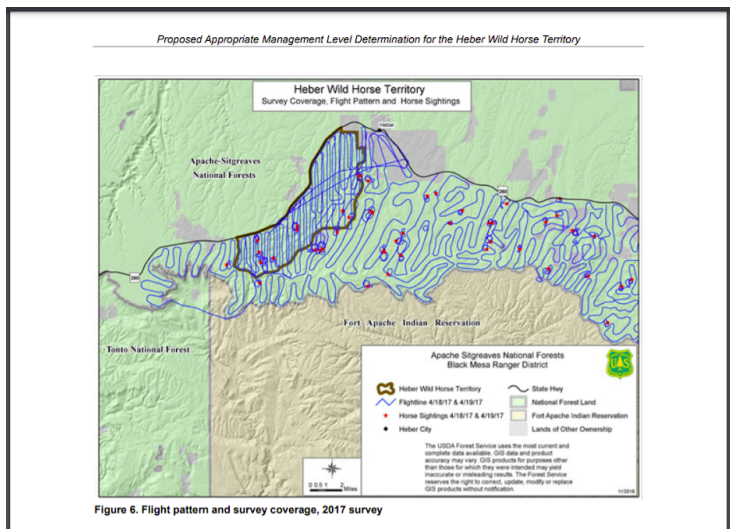 Proposed Appropriate Management Level Determination for the Heber Wild Horse Territory
Heber Wild Horse Territory
Survey Coverage, Flight Pattern and Horse Sightings
Heber
Apache-Sitgreaves
National Forests
260
260
Fort Apache Indian Reservation
Tonto National Forest
Apache Sitgreaves National Forests
Black Mesa Ranger District
Heber Wild Horse Territory
State Hwy
Flightline 4/18/17 & 4/19/17
National Forest Land
Horse Sightings 4/18/17 & 4/19/17
Fort Apache Indian Reservation
Heber City
Lands of Other Ownership
The USDA Forest Service uses the most current and
complete data available. GIS data and product
accuracy may vary. GIS products for purposes other
than those for which they were intended may yield
inaccurate or misleading results. The Forest Service
reserves the right to correct, update, modify or replace
GIS products without notification.
0 0.5 1 2
Miles
11/2018
Figure 6. Flight pattern and survey coverage, 2017 survey